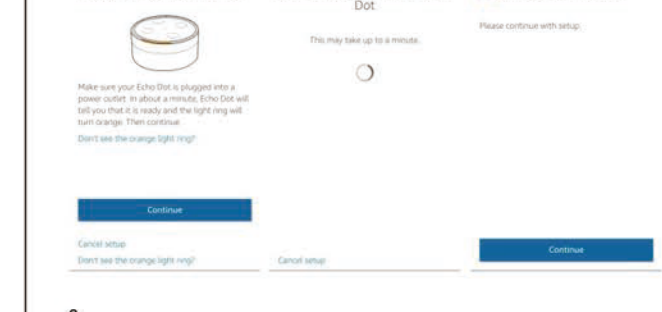 Dot
This may take up to a minute.
Please continue with setup.
Make sure your Echo Dot is plugged into a
power outlet. In about a minute, Echo Dot will
tell you that it is ready and the light ring will
turn orange. Then continue.
Don't see the orange light ring?
Continue
Cancel setup
Don't see the orange light ring?
Cancel setup
Continue